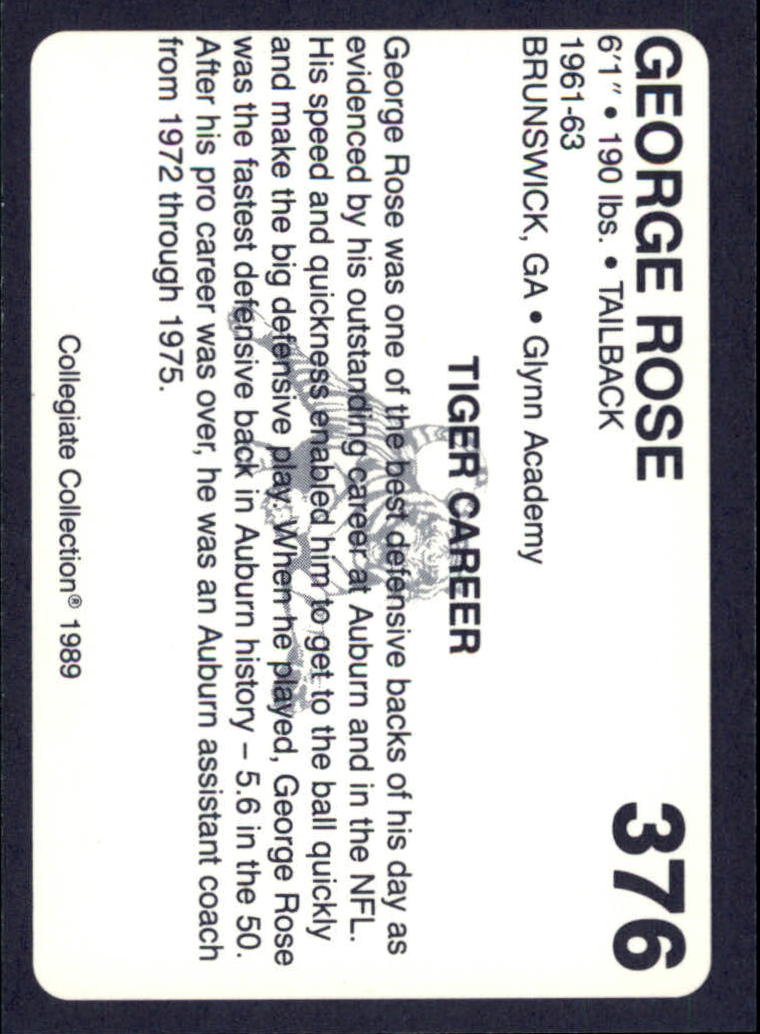 GEORGE ROSE 376
6'1" • 190 lbs. • TAILBACK
1961-63
BRUNSWICK, GA • Glynn Academy
TIGER CAREER
George Rose was one of the best defensive backs of his day as
evidenced by his outstanding career at Auburn and in the NFL.
His speed and quickness enabled him to get to the ball quickly
and make the big defensive play. When he played, George Rose
was the fastest defensive back in Auburn history – 5.6 in the 50.
After his pro career was over, he was an Auburn assistant coach
from 1972 through 1975.
Collegiate Collection® 1989